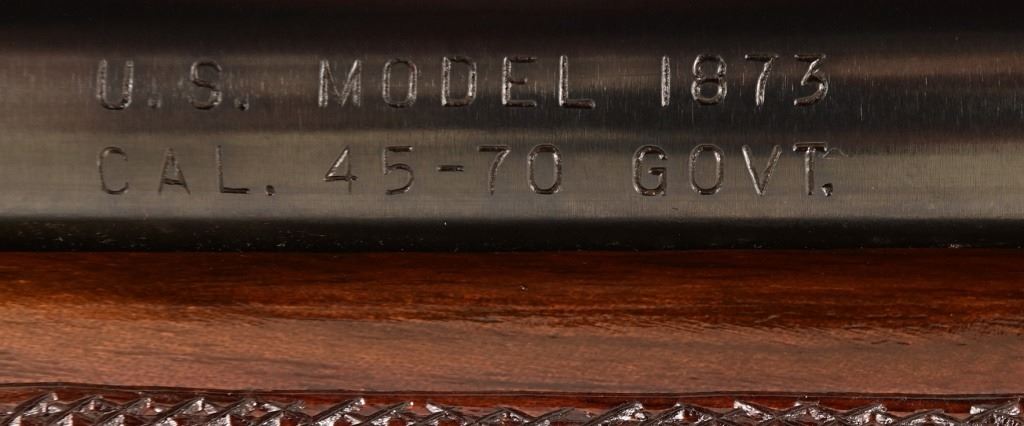 U.S. MODEL 1873
CAL. 45-70 GOVT.